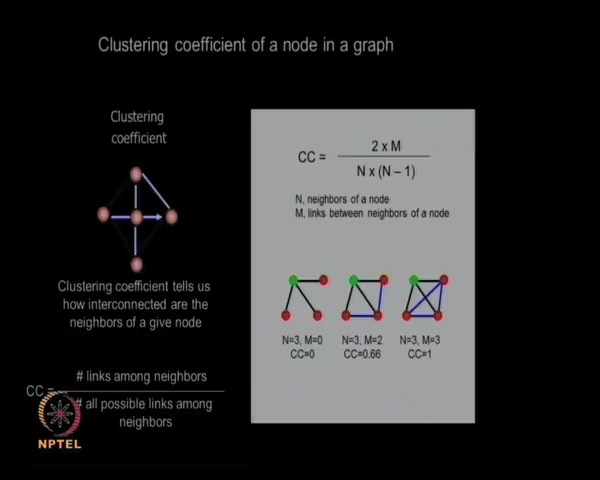 Clustering coefficient of a node in a graph
Clustering
coefficient
Clustering coefficient tells us
how interconnected are the
neighbors of a give node
CC =
# links among neighbors
# all possible links among
neighbors
NPTEL
CC =
2 x M
N x (N – 1)
N, neighbors of a node
M, links between neighbors of a node
N=3, M=0
CC=0
N=3, M=2
CC=0.66
N=3, M=3
CC=1